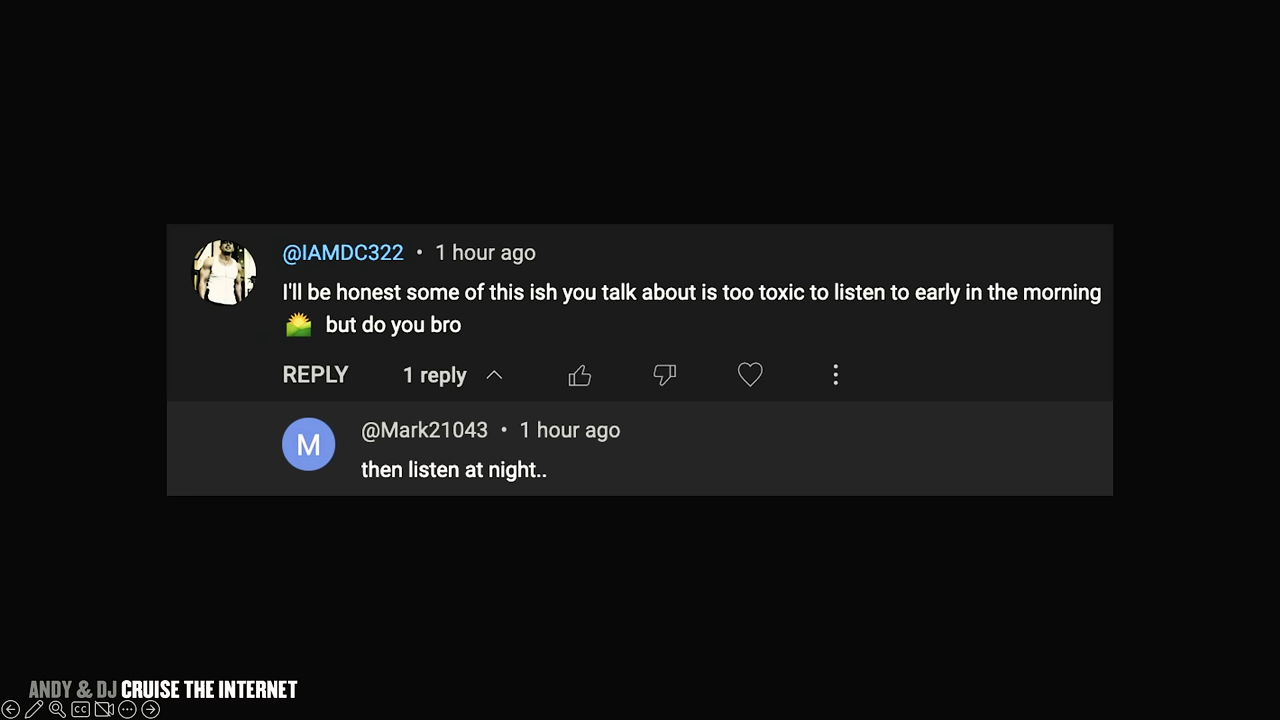 @IAMDC322 • 1 hour ago
I'll be honest some of this ish you talk about is too toxic to listen to early in the morning
🌄 but do you bro
REPLY 1 reply
M
@Mark21043 • 1 hour ago
then listen at night..
ANDY & DJ CRUISE THE INTERNET
CC